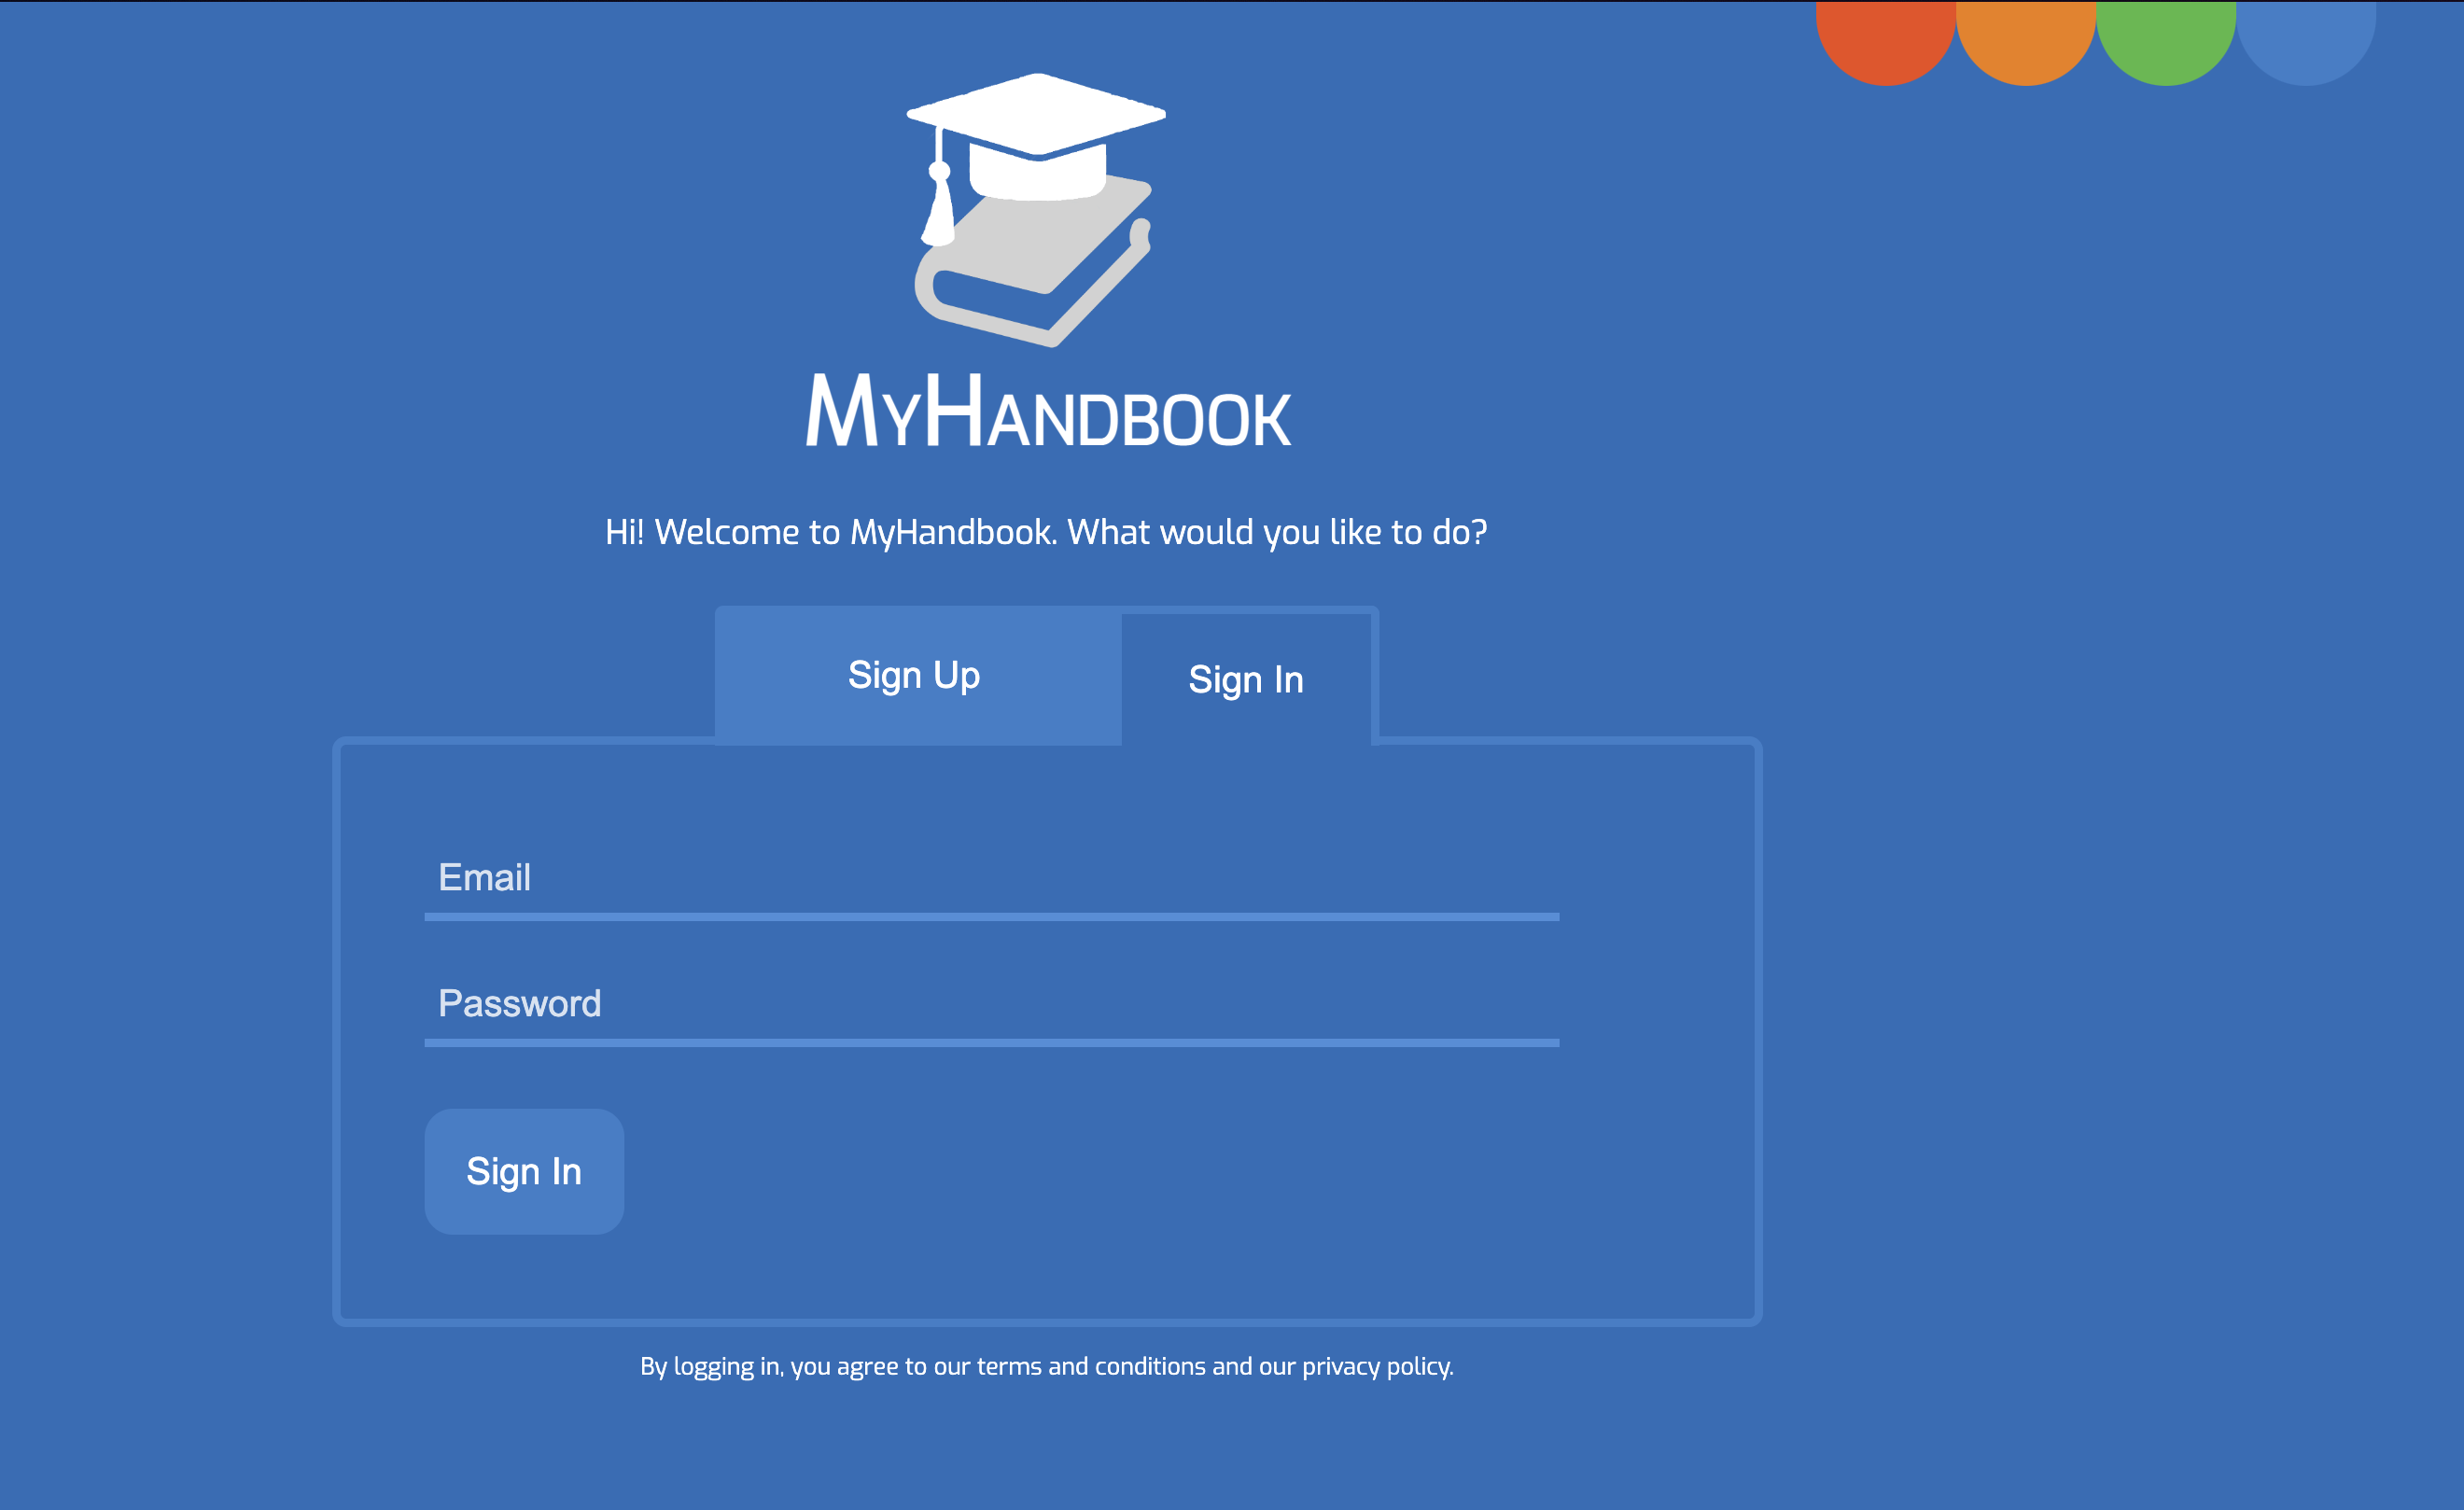 MyHandbook
Hi! Welcome to MyHandbook. What would you like to do?
Sign Up
Sign In
Email
Password
Sign In
By logging in, you agree to our terms and conditions and our privacy policy.